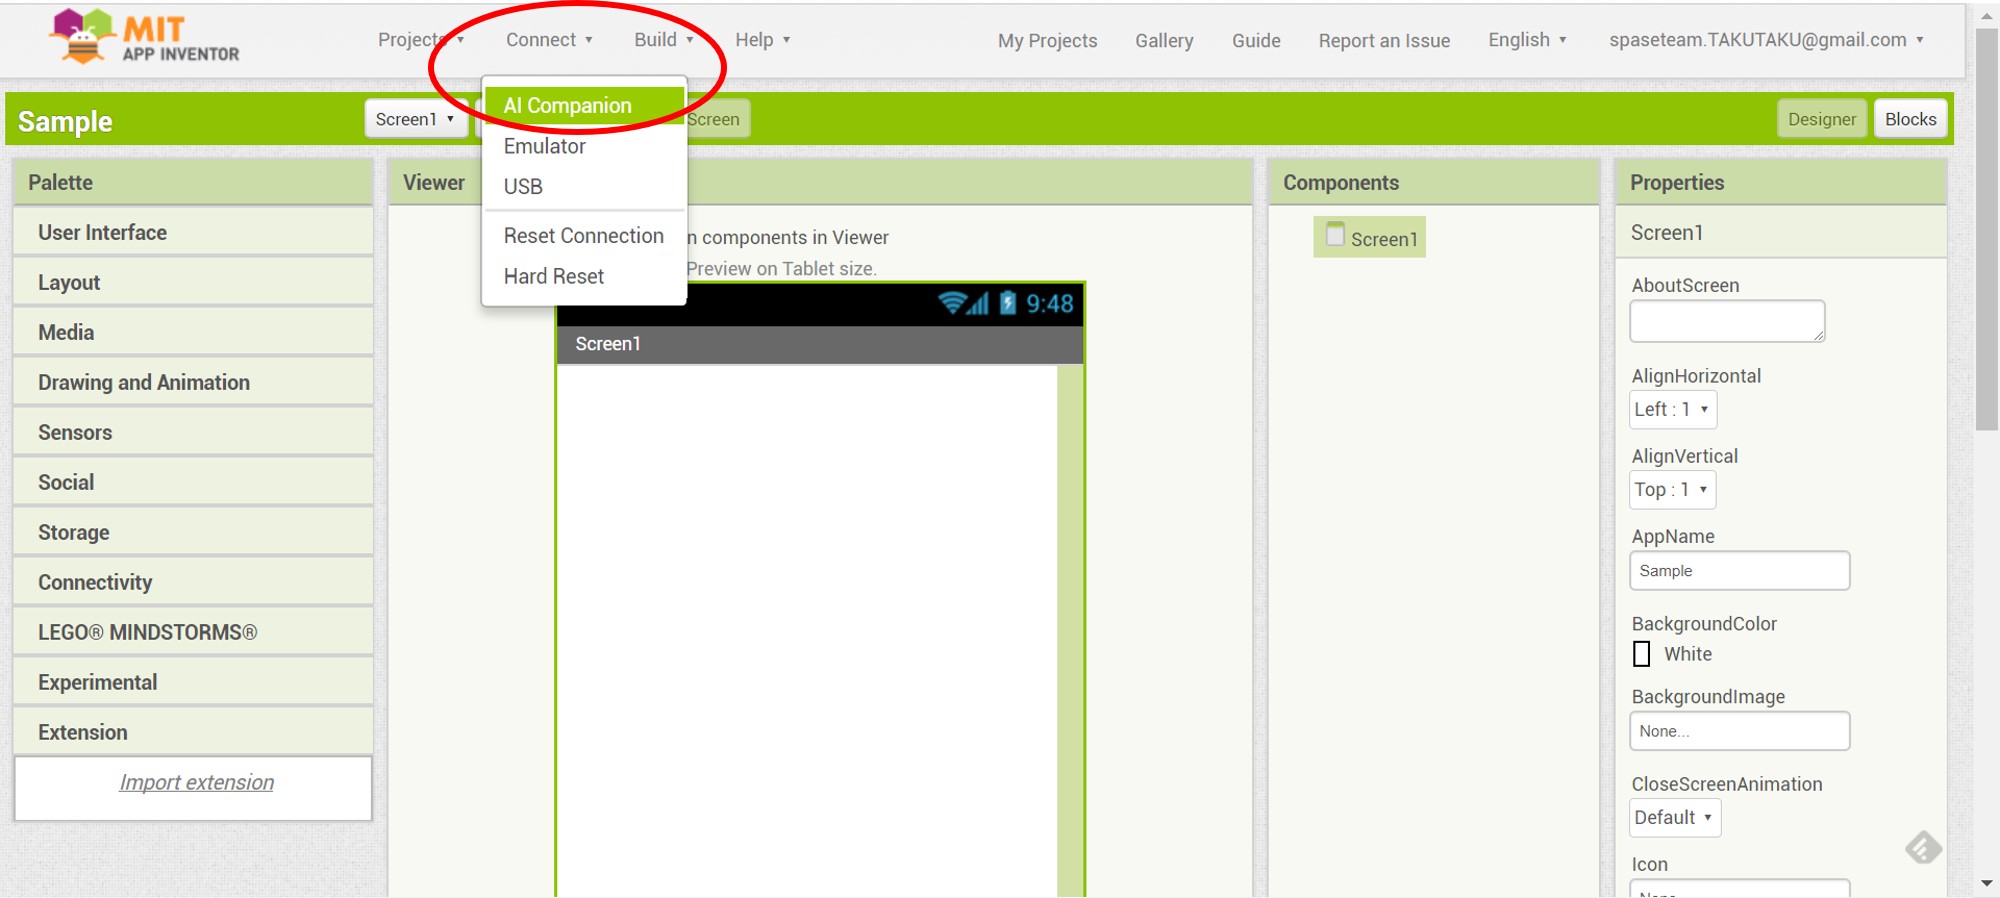 MIT
APP INVENTOR
Projects Connect Build Help My Projects Gallery Guide Report an Issue English spaseteam.TAKUTAKU@gmail.com
AI Companion
Emulator
USB
Reset Connection
Hard Reset
Sample Screen1 Screen Designer Blocks
Palette
User Interface
Layout
Media
Drawing and Animation
Sensors
Social
Storage
Connectivity
LEGO® MINDSTORMS®
Experimental
Extension
Import extension
Viewer
n components in Viewer
Preview on Tablet size.
9:48
Screen1
Components
Screen1
Properties
Screen1
AboutScreen
AlignHorizontal
Left : 1
AlignVertical
Top : 1
AppName
Sample
BackgroundColor
White
BackgroundImage
None...
CloseScreenAnimation
Default
Icon